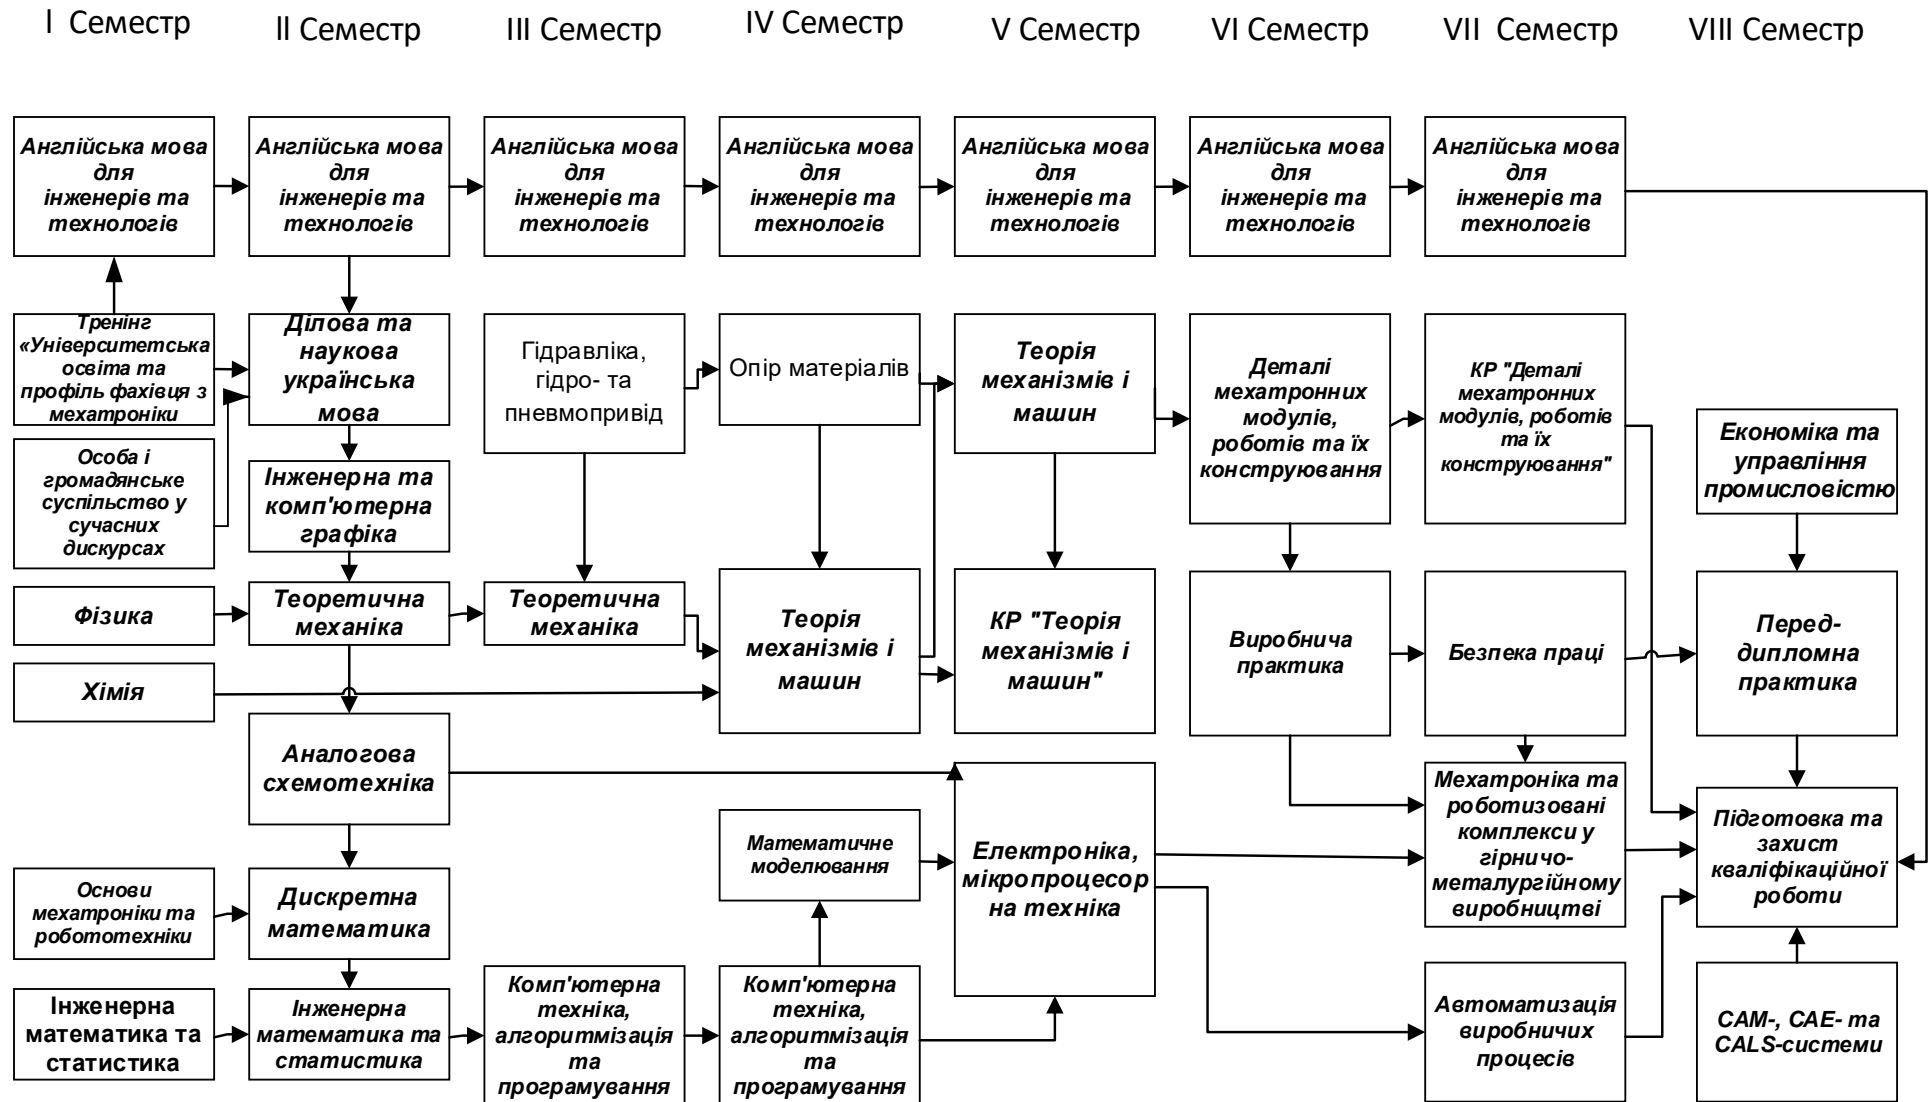 I Семестр
II Семестр
III Семестр
IV Семестр
V Семестр
VI Семестр
VII Семестр
VIII Семестр
Англійська мова
для
інженерів та
технологів
Англійська мова
для
інженерів та
технологів
Англійська мова
для
інженерів та
технологів
Англійська мова
для
інженерів та
технологів
Англійська мова
для
інженерів та
технологів
Англійська мова
для
інженерів та
технологів
Англійська мова
для
інженерів та
технологів
Тренінг
«Університетська
освіта та
профіль фахівця з
мехатроніки
Ділова та
наукова
українська
мова
Гідравліка,
гідро- та
пневмопривід
Опір матеріалів
Теорія
механізмів і
машин
Деталі
мехатронних
модулів,
роботів та їх
конструювання
КР "Деталі
мехатронних
модулів, роботів
та їх
конструювання"
Економіка та
управління
промисловістю
Особа і
громадянське
суспільство у
сучасних
дискурсах
Інженерна та
комп'ютерна
графіка
Фізика
Теоретична
механіка
Теоретична
механіка
Теорія
механізмів і
машин
КР "Теорія
механізмів і
машин"
Виробнича
практика
Безпека праці
Перед-
дипломна
практика
Хімія
Аналогова
схемотехніка
Математичне
моделювання
Електроніка,
мікропроцесор
на техніка
Мехатроніка та
роботизовані
комплекси у
гірничо-
металургійному
виробництві
Підготовка та
захист
кваліфікаційної
роботи
Основи
мехатроніки та
робототехніки
Дискретна
математика
Інженерна
математика та
статистика
Інженерна
математика та
статистика
Комп'ютерна
техніка,
алгоритмізація
та
програмування
Комп'ютерна
техніка,
алгоритмізація
та
програмування
Автоматизація
виробничих
процесів
САМ-, САЕ- та
CALS-системи